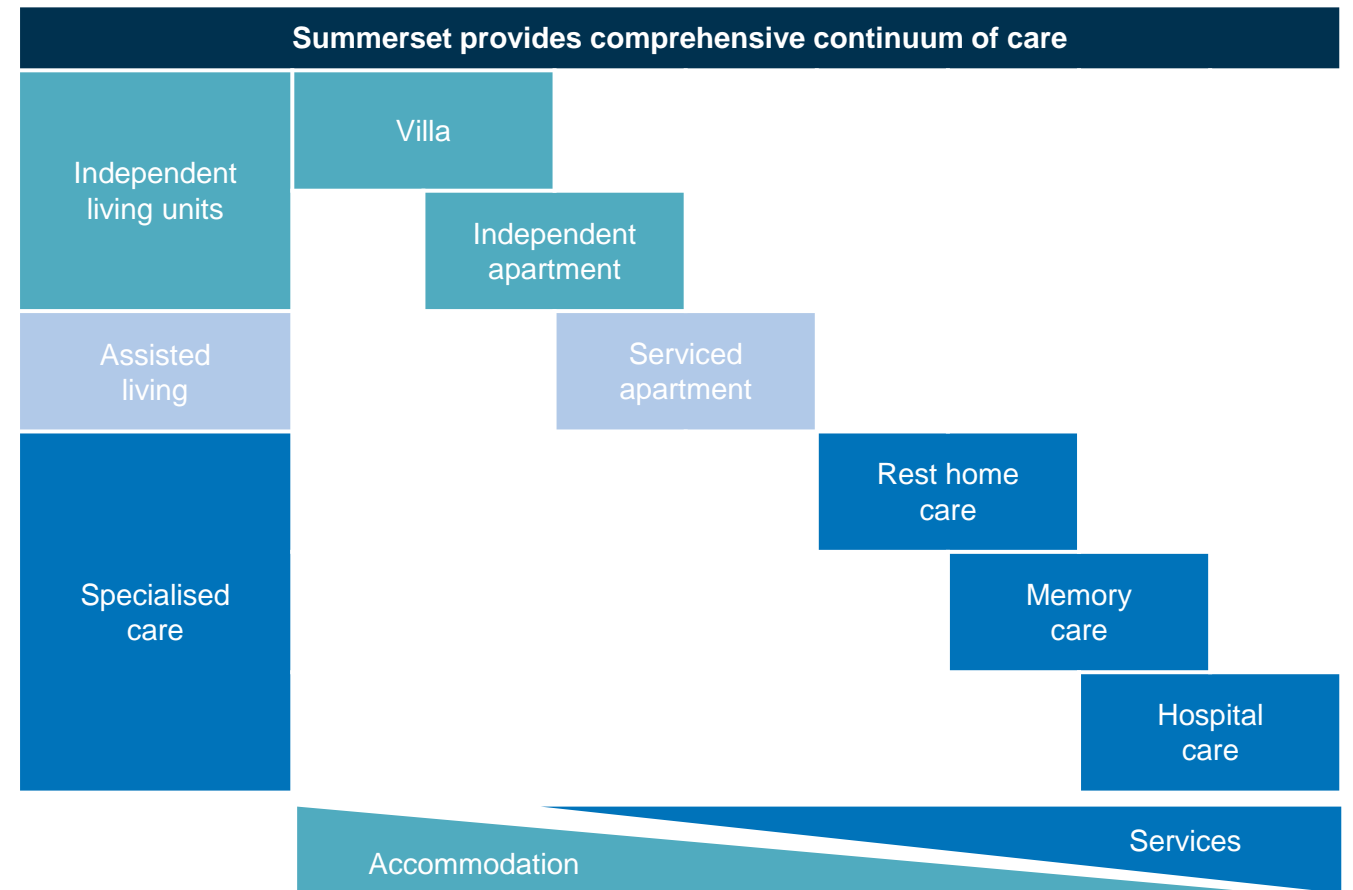 Summerset provides comprehensive continuum of care
Independent
living units
Villa
Independent
apartment
Assisted
living
Serviced
apartment
Specialised
care
Rest home
care
Memory
care
Hospital
care
Accommodation
Services